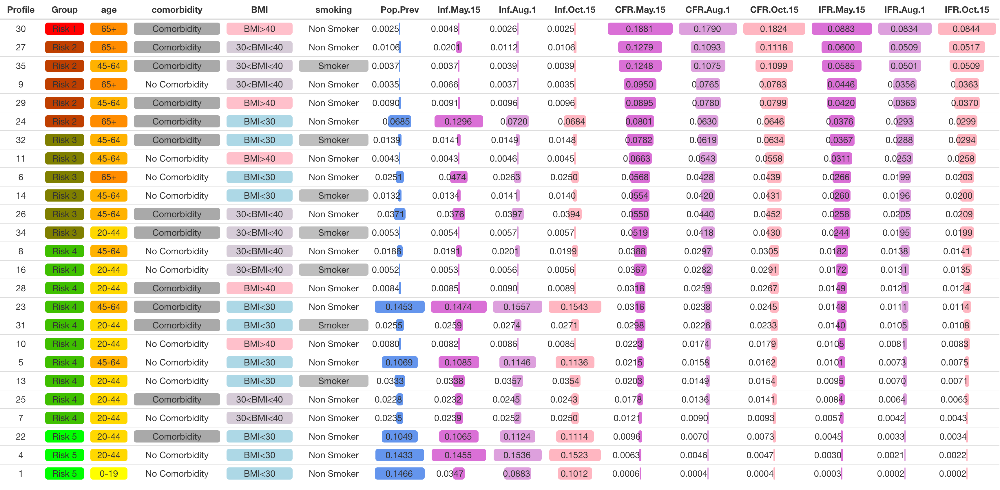 Profile Group age comorbidity BMI smoking Pop.Prev Inf.May.15 Inf.Aug.1 Inf.Oct.15 CFR.May.15 CFR.Aug.1 CFR.Oct.15 IFR.May.15 IFR.Aug.1 IFR.Oct.15
30 Risk 1 65+ Comorbidity BMI>40 Non Smoker 0.0025 0.0048 0.0026 0.0025 0.1881 0.1790 0.1824 0.0883 0.0834 0.0844
27 Risk 2 65+ Comorbidity 30<BMI<40 Non Smoker 0.0106 0.0201 0.0112 0.0106 0.1279 0.1093 0.1118 0.0600 0.0509 0.0517
35 Risk 2 45-64 Comorbidity 30<BMI<40 Smoker 0.0037 0.0037 0.0039 0.0039 0.1248 0.1075 0.1099 0.0585 0.0501 0.0509
9 Risk 2 65+ No Comorbidity 30<BMI<40 Non Smoker 0.0035 0.0066 0.0037 0.0035 0.0950 0.0765 0.0783 0.0446 0.0356 0.0363
29 Risk 2 45-64 Comorbidity BMI>40 Non Smoker 0.0090 0.0091 0.0096 0.0096 0.0895 0.0780 0.0799 0.0420 0.0363 0.0370
24 Risk 2 65+ Comorbidity BMI<30 Non Smoker 0.0685 0.1296 0.0720 0.0684 0.0801 0.0630 0.0646 0.0376 0.0293 0.0299
32 Risk 3 45-64 Comorbidity BMI<30 Smoker 0.0139 0.0141 0.0149 0.0148 0.0782 0.0619 0.0634 0.0367 0.0288 0.0294
11 Risk 3 45-64 No Comorbidity BMI>40 Non Smoker 0.0043 0.0043 0.0046 0.0045 0.0663 0.0543 0.0558 0.0311 0.0253 0.0258
6 Risk 3 65+ No Comorbidity BMI<30 Non Smoker 0.0251 0.0474 0.0263 0.0250 0.0568 0.0428 0.0439 0.0266 0.0199 0.0203
14 Risk 3 45-64 No Comorbidity BMI<30 Smoker 0.0132 0.0134 0.0141 0.0140 0.0554 0.0420 0.0431 0.0260 0.0196 0.0200
26 Risk 3 45-64 Comorbidity 30<BMI<40 Non Smoker 0.0371 0.0376 0.0397 0.0394 0.0550 0.0440 0.0452 0.0258 0.0205 0.0209
34 Risk 3 20-44 Comorbidity 30<BMI<40 Smoker 0.0053 0.0054 0.0057 0.0057 0.0519 0.0418 0.0430 0.0244 0.0195 0.0199
8 Risk 4 45-64 No Comorbidity 30<BMI<40 Non Smoker 0.0188 0.0191 0.0201 0.0199 0.0388 0.0297 0.0305 0.0182 0.0138 0.0141
16 Risk 4 20-44 No Comorbidity 30<BMI<40 Smoker 0.0052 0.0053 0.0056 0.0056 0.0367 0.0282 0.0291 0.0172 0.0131 0.0135
28 Risk 4 20-44 Comorbidity BMI>40 Non Smoker 0.0084 0.0085 0.0090 0.0089 0.0318 0.0259 0.0267 0.0149 0.0121 0.0124
23 Risk 4 45-64 Comorbidity BMI<30 Non Smoker 0.1453 0.1474 0.1557 0.1543 0.0316 0.0238 0.0245 0.0148 0.0111 0.0114
31 Risk 4 20-44 Comorbidity BMI<30 Smoker 0.0255 0.0259 0.0274 0.0271 0.0298 0.0226 0.0233 0.0140 0.0105 0.0108
10 Risk 4 20-44 No Comorbidity BMI>40 Non Smoker 0.0080 0.0082 0.0086 0.0085 0.0223 0.0174 0.0179 0.0105 0.0081 0.0083
5 Risk 4 45-64 No Comorbidity BMI<30 Non Smoker 0.1069 0.1085 0.1146 0.1136 0.0215 0.0158 0.0162 0.0101 0.0073 0.0075
13 Risk 4 20-44 No Comorbidity BMI<30 Smoker 0.0333 0.0338 0.0357 0.0354 0.0203 0.0149 0.0154 0.0095 0.0070 0.0071
25 Risk 4 20-44 Comorbidity 30<BMI<40 Non Smoker 0.0228 0.0232 0.0245 0.0243 0.0178 0.0136 0.0141 0.0084 0.0064 0.0065
7 Risk 4 20-44 No Comorbidity 30<BMI<40 Non Smoker 0.0235 0.0239 0.0252 0.0250 0.0121 0.0090 0.0093 0.0057 0.0042 0.0043
22 Risk 5 20-44 Comorbidity BMI<30 Non Smoker 0.1049 0.1065 0.1124 0.1114 0.0096 0.0070 0.0073 0.0045 0.0033 0.0034
4 Risk 5 20-44 No Comorbidity BMI<30 Non Smoker 0.1433 0.1455 0.1536 0.1523 0.0063 0.0046 0.0047 0.0030 0.0021 0.0022
1 Risk 5 0-19 No Comorbidity BMI<30 Non Smoker 0.1466 0.0347 0.0883 0.1012 0.0006 0.0004 0.0004 0.0003 0.0002 0.0002